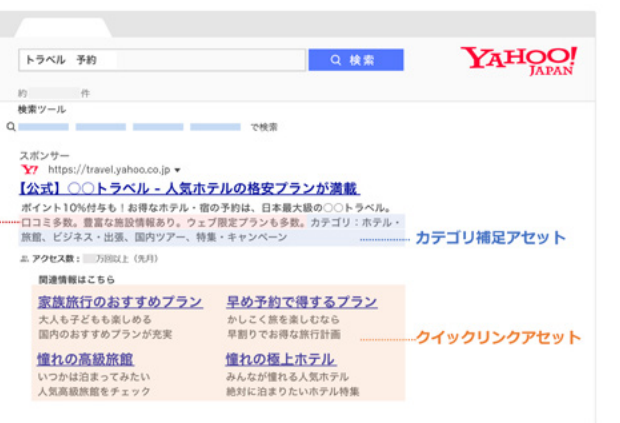 トラベル 予約
検索
YAHOO!
JAPAN
約 件
検索ツール
で検索
スポンサー
Y! https://travel.yahoo.co.jp ▼
【公式】○○トラベル - 人気ホテルの格安プランが満載
ポイント10%付与も！お得なホテル・宿の予約は、日本最大級の○○トラベル。
口コミ多数。豊富な施設情報あり。ウェブ限定プランも多数。カテゴリ：ホテル・
旅館、ビジネス・出張、国内ツアー、特集・キャンペーン
カテゴリ補足アセット
アクセス数： 万回以上（先月）
関連情報はこちら
家族旅行のおすすめプラン
大人も子どもも楽しめる
国内のおすすめプランが充実
早め予約で得するプラン
かしこく旅を楽しむなら
早割りでお得な旅行計画
クイックリンクアセット
憧れの高級旅館
いつかは泊まってみたい
人気高級旅館をチェック
憧れの極上ホテル
みんなが憧れる人気ホテル
絶対に泊まりたいホテル特集